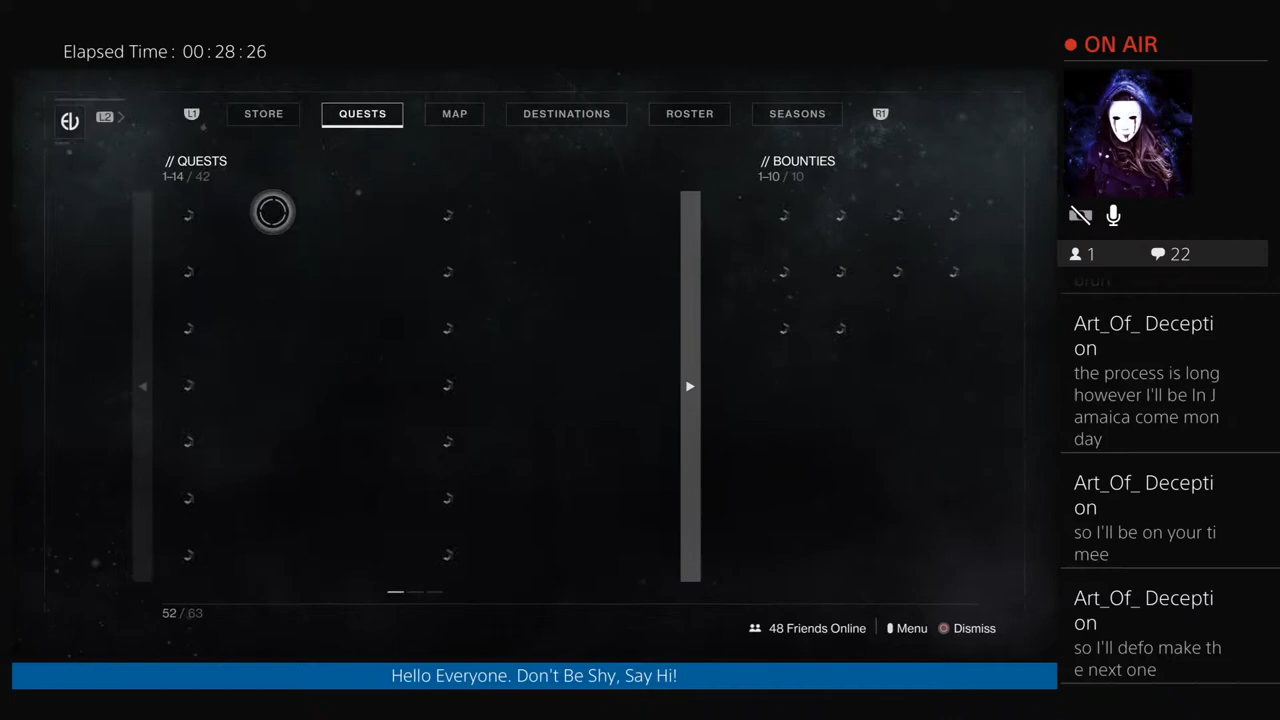 Elapsed Time: 00:28:26
ON AIR
L2
L1
STORE
QUESTS
MAP
DESTINATIONS
ROSTER
SEASONS
R1
// QUESTS
1-14 / 42
// BOUNTIES
1-10 / 10
1
22
Art_Of_ Decepti
on
the process is long
however I'll be In J
amaica come mon
day
Art_Of_ Decepti
on
so I'll be on your ti
mee
Art_Of_ Decepti
on
so I'll defo make th
e next one
52 / 63
48 Friends Online
Menu
Dismiss
Hello Everyone. Don't Be Shy, Say Hi!